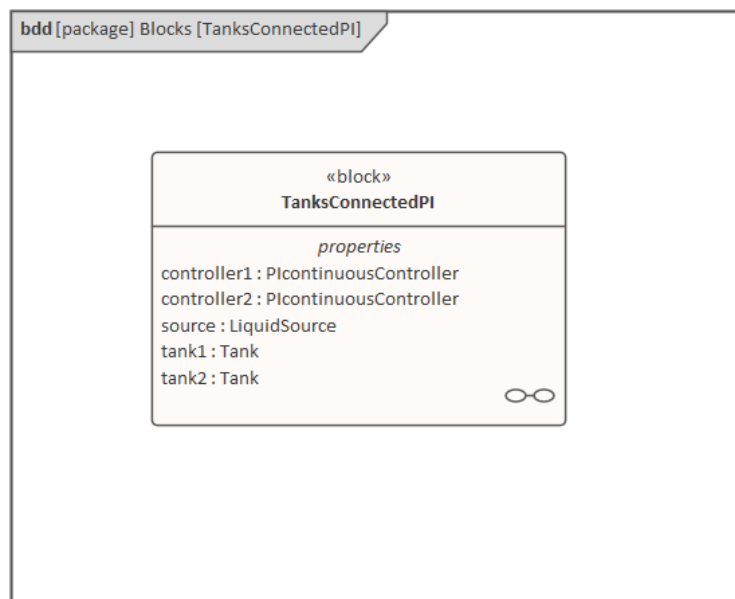 bdd [package] Blocks [TanksConnectedPI]
«block»
TanksConnectedPI
properties
controller1 : PIcontinuousController
controller2 : PIcontinuousController
source : LiquidSource
tank1 : Tank
tank2 : Tank